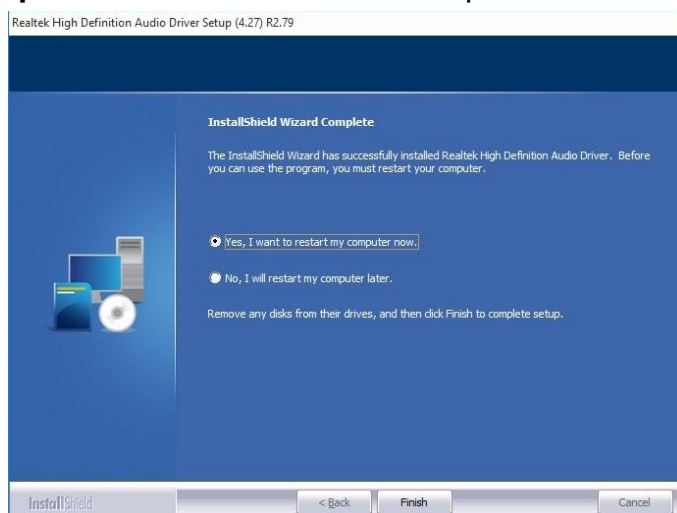 Realtek High Definition Audio Driver Setup (4.27) R2.79
InstallShield Wizard Complete
The InstallShield Wizard has successfully installed Realtek High Definition Audio Driver. Before
you can use the program, you must restart your computer.
Yes, I want to restart my computer now.
No, I will restart my computer later.
Remove any disks from their drives, and then click Finish to complete setup.
InstallShield
< Back
Finish
Cancel